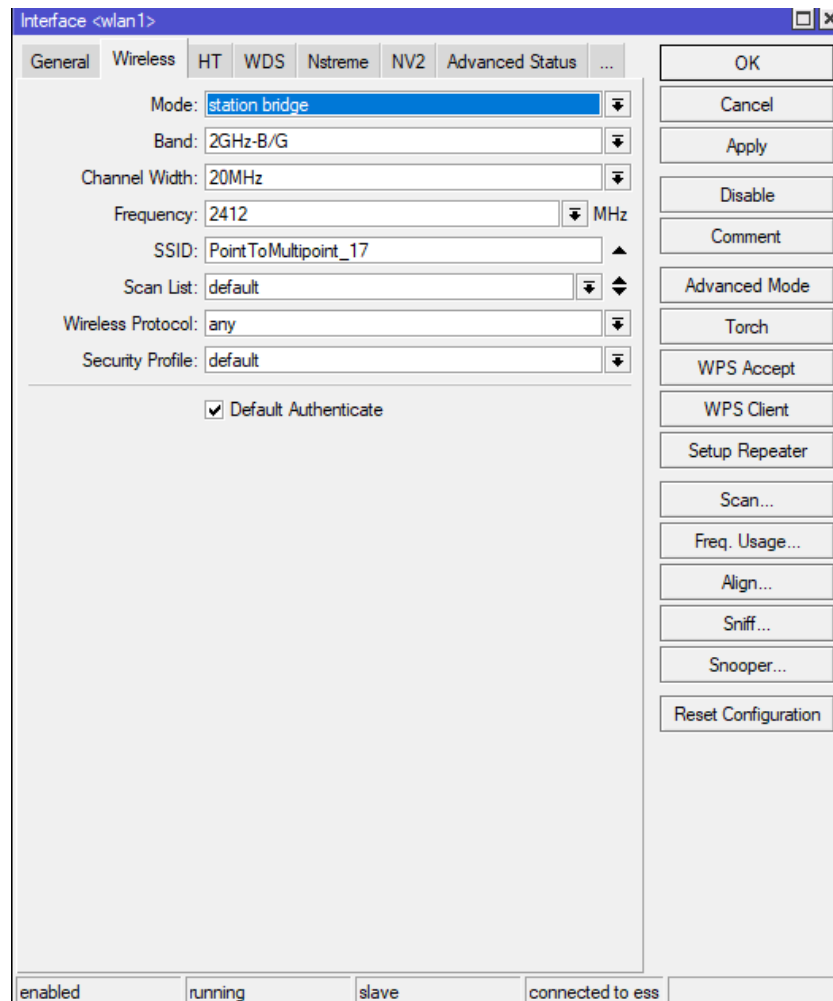 Interface <wlan1>
General Wireless HT WDS Nstreme NV2 Advanced Status ...
Mode: station bridge
Band: 2GHz-B/G
Channel Width: 20MHz
Frequency: 2412 MHz
SSID: PointToMultipoint_17
Scan List: default
Wireless Protocol: any
Security Profile: default
Default Authenticate
OK
Cancel
Apply
Disable
Comment
Advanced Mode
Torch
WPS Accept
WPS Client
Setup Repeater
Scan...
Freq. Usage...
Align...
Sniff...
Snooper...
Reset Configuration
enabled running slave connected to ess